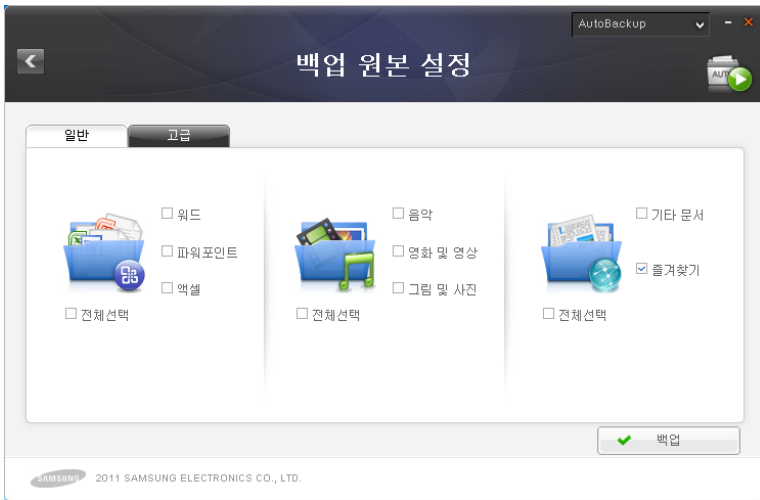 AutoBackup
백업 원본 설정
AUTO
일반
고급
워드
파워포인트
액셀
전체선택
음악
영화 및 영상
그림 및 사진
전체선택
기타 문서
즐겨찾기
전체선택
백업
SAMSUNG 2011 SAMSUNG ELECTRONICS CO., LTD.